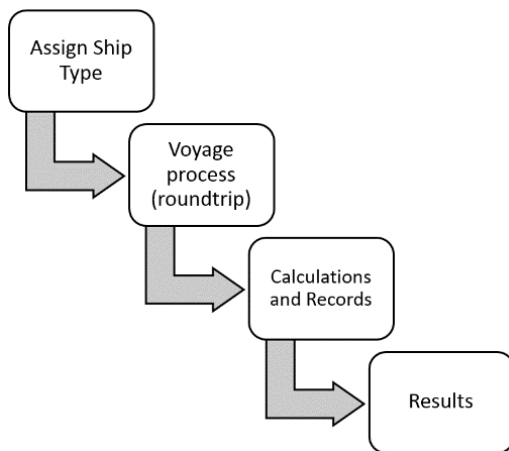 Assign Ship
Type
Voyage
process
(roundtrip)
Calculations
and Records
Results